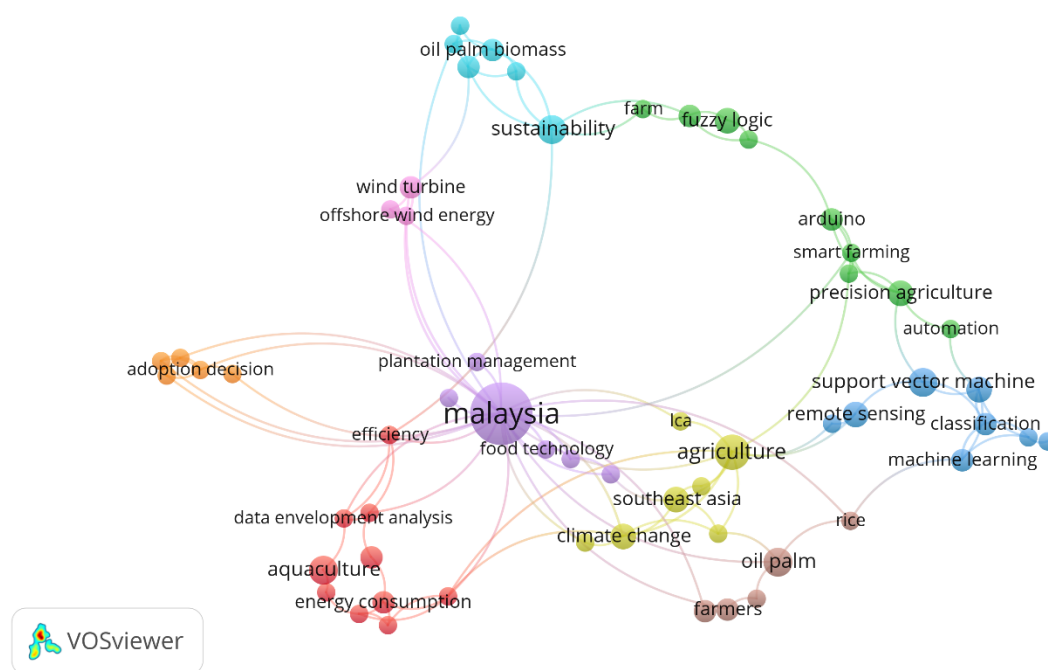 oil palm biomass
farm
fuzzy logic
sustainability
wind turbine
offshore wind energy
arduino
smart farming
precision agriculture
automation
plantation management
adoption decision
support vector machine
malaysia
lca
remote sensing
classification
efficiency
food technology
agriculture
machine learning
southeast asia
data envelopment analysis
rice
climate change
aquaculture
oil palm
energy consumption
farmers
VOSviewer